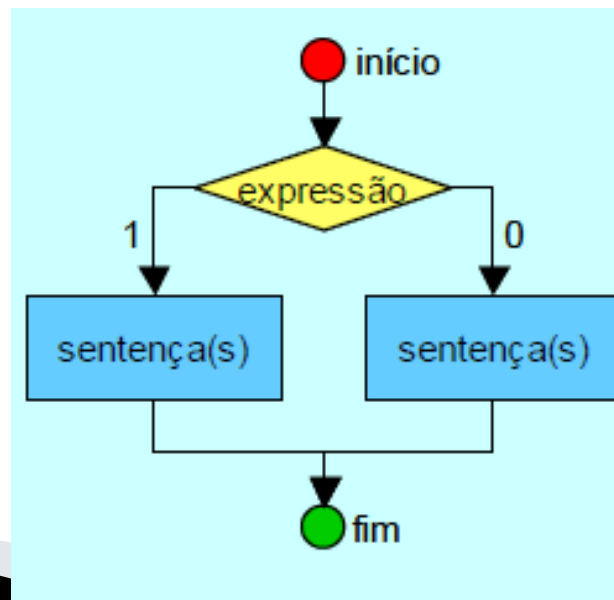 início
expressão
1
0
sentença(s)
sentença(s)
fim